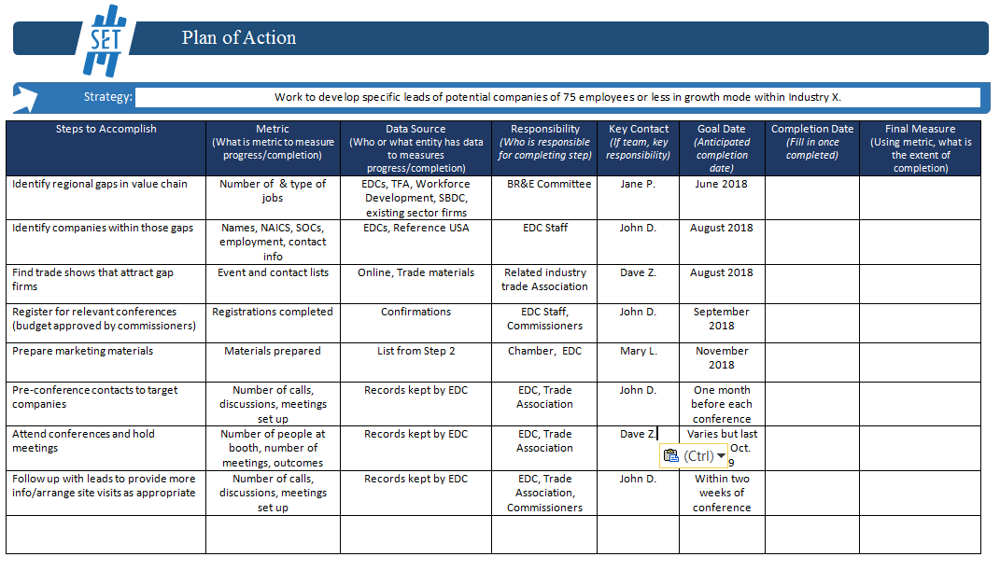 SET
Plan of Action
Strategy:
Work to develop specific leads of potential companies of 75 employees or less in growth mode within Industry X.
Steps to Accomplish
Metric
(What is metric to measure
progress/completion)
Data Source
(Who or what entity has data
to measures
progress/completion)
Responsibility
(Who is responsible
for completing step)
Key Contact
(If team, key
responsibility)
Goal Date
(Anticipated
completion
date)
Completion Date
(Fill in once
completed)
Final Measure
(Using metric, what is
the extent of
completion)
Identify regional gaps in value chain
Number of & type of
jobs
EDCs, TFA, Workforce
Development, SBDC,
existing sector firms
BR&E Committee
Jane P.
June 2018
Identify companies within those gaps
Names, NAICS, SOCs,
employment, contact
info
EDCs, Reference USA
EDC Staff
John D.
August 2018
Find trade shows that attract gap
firms
Event and contact lists
Online, Trade materials
Related industry
trade Association
Dave Z.
August 2018
Register for relevant conferences
(budget approved by commissioners)
Registrations completed
Confirmations
EDC Staff,
Commissioners
John D.
September
2018
Prepare marketing materials
Materials prepared
List from Step 2
Chamber, EDC
Mary L.
November
2018
Pre-conference contacts to target
companies
Number of calls,
discussions, meetings
set up
Records kept by EDC
EDC, Trade
Association
John D.
One month
before each
conference
Attend conferences and hold
meetings
Number of people at
booth, number of
meetings, outcomes
Records kept by EDC
EDC, Trade
Association
Dave Z.
Varies but last
Oct.
9
(Ctrl)
Follow up with leads to provide more
info/arrange site visits as appropriate
Number of calls,
discussions, meetings
set up
Records kept by EDC
EDC, Trade
Association,
Commissioners
John D.
Within two
weeks of
conference